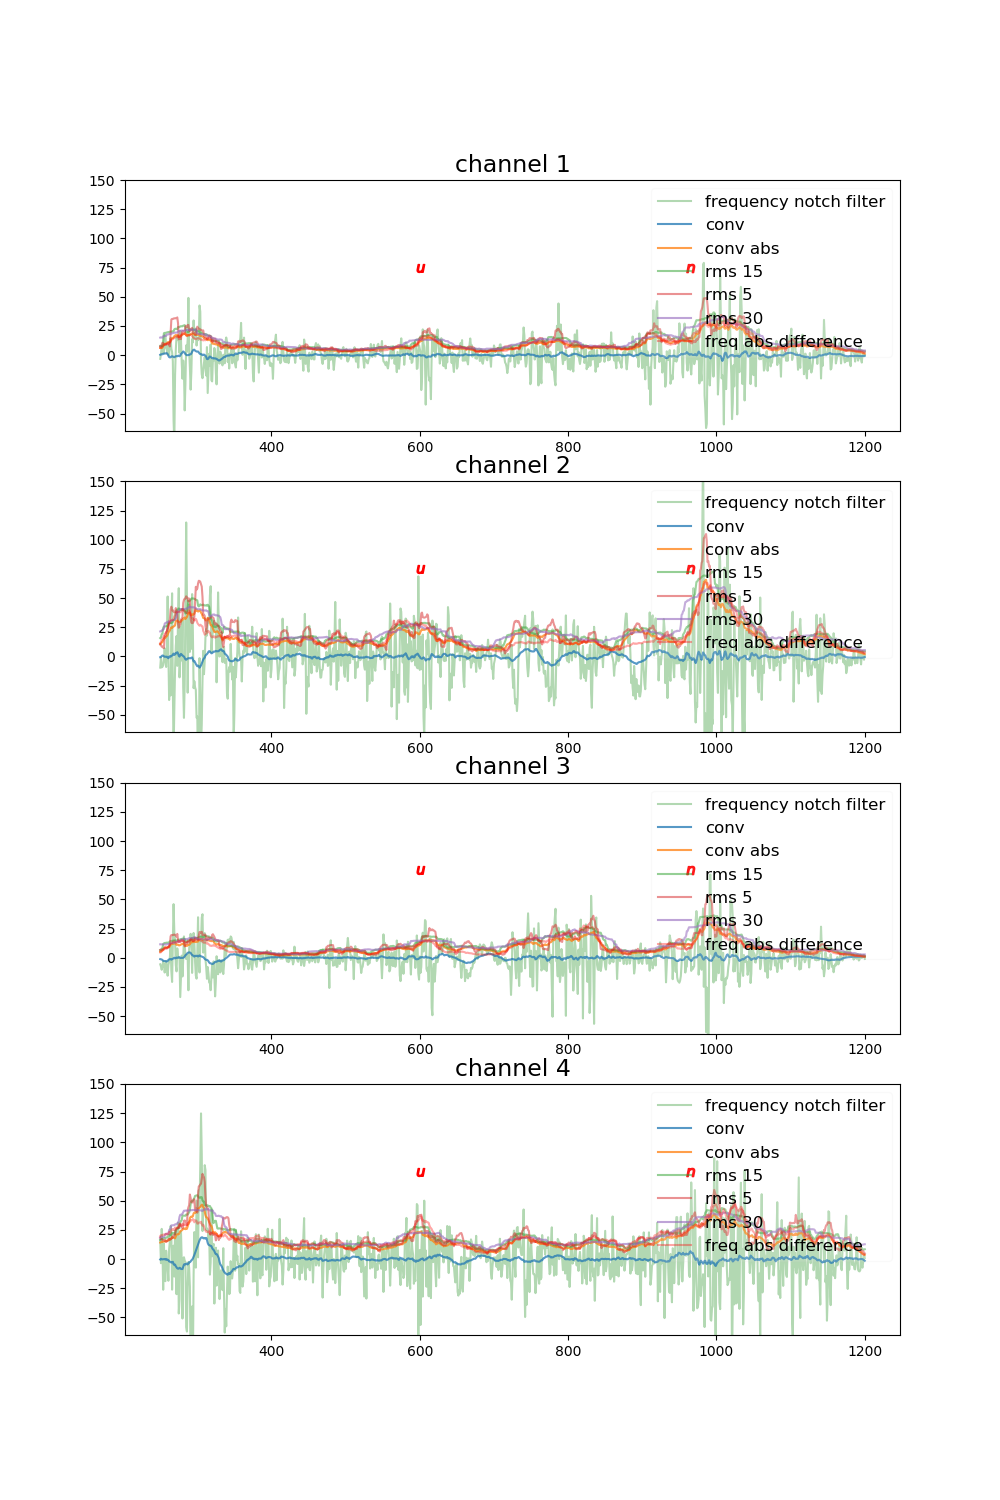 channel 1
150
125
100
75
50
25
0
−25
−50
u
n
frequency notch filter
conv
conv abs
rms 15
rms 5
rms 30
freq abs difference
400 600 800 1000 1200
channel 2
150
125
100
75
50
25
0
−25
−50
u
n
frequency notch filter
conv
conv abs
rms 15
rms 5
rms 30
freq abs difference
400 600 800 1000 1200
channel 3
150
125
100
75
50
25
0
−25
−50
u
n
frequency notch filter
conv
conv abs
rms 15
rms 5
rms 30
freq abs difference
400 600 800 1000 1200
channel 4
150
125
100
75
50
25
0
−25
−50
u
n
frequency notch filter
conv
conv abs
rms 15
rms 5
rms 30
freq abs difference
400 600 800 1000 1200